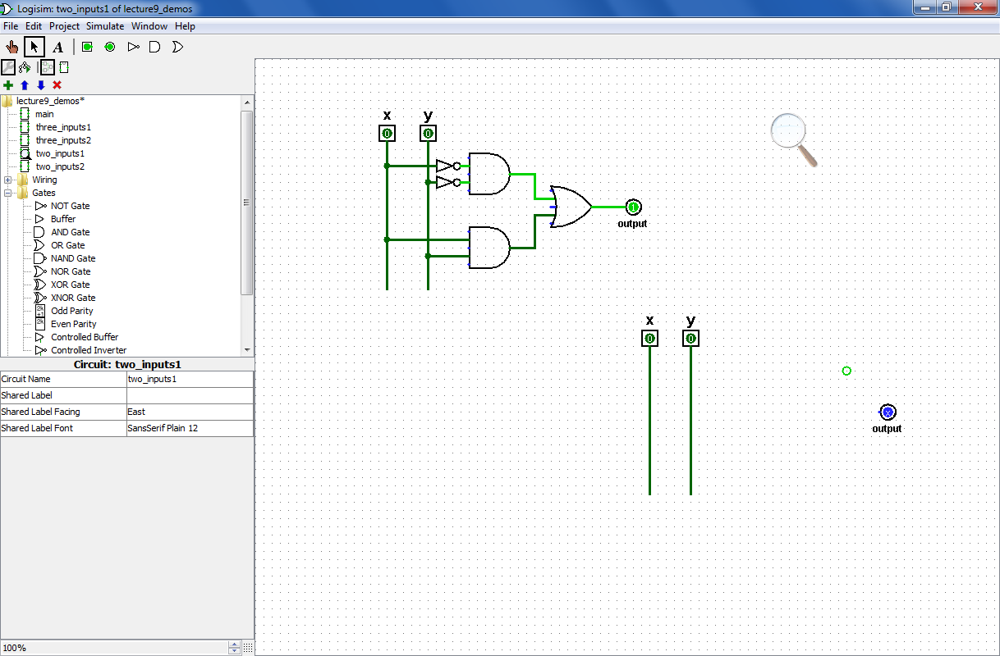 Logisim: two_inputs1 of lecture9_demos
File Edit Project Simulate Window Help
A
lecture9_demos*
main
three_inputs1
three_inputs2
two_inputs1
two_inputs2
Wiring
Gates
NOT Gate
Buffer
AND Gate
OR Gate
NAND Gate
NOR Gate
XOR Gate
XNOR Gate
Odd Parity
Even Parity
Controlled Buffer
Controlled Inverter
Circuit: two_inputs1
Circuit Name two_inputs1
Shared Label
Shared Label Facing East
Shared Label Font SansSerif Plain 12
100%
x y
0 0
1
output
x y
0 0
x
output